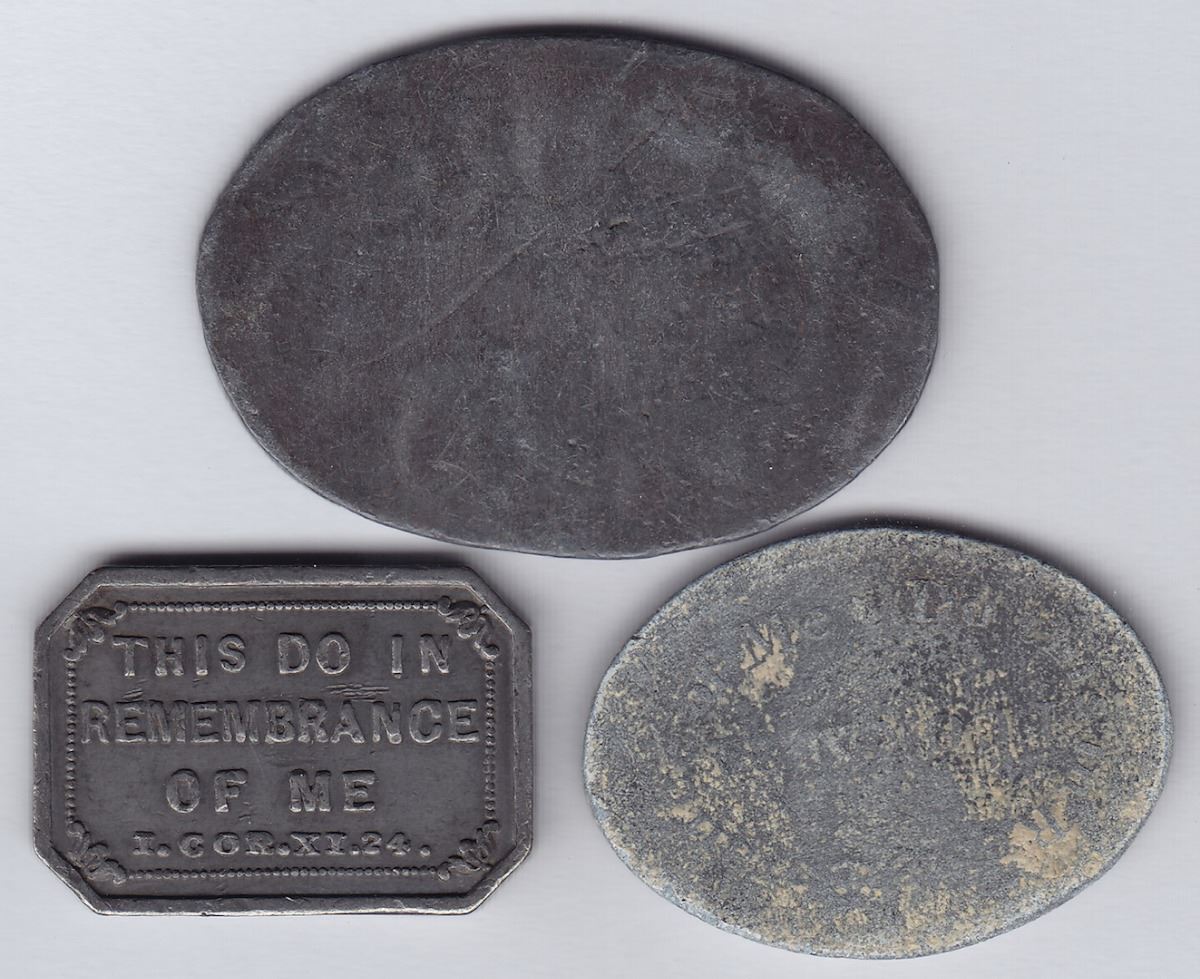 THIS DO IN
REMEMBRANCE
OF ME
I. COR. XI. 24.